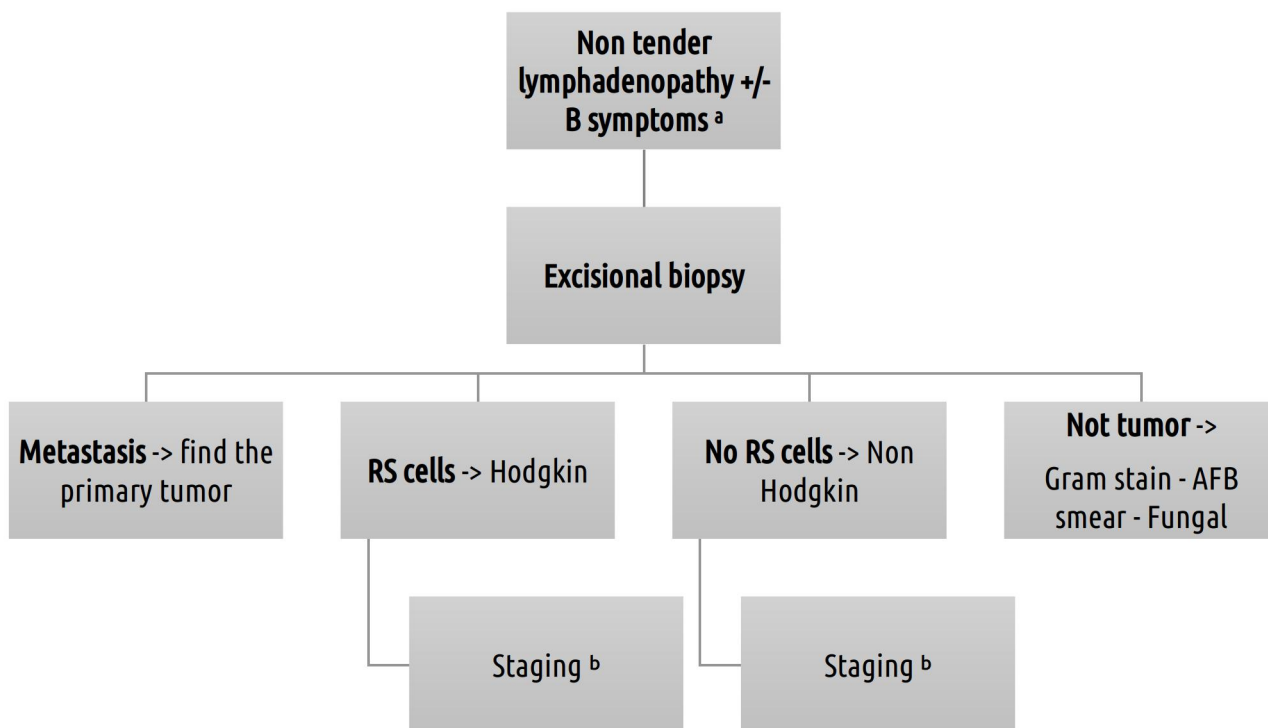 Non tender
lymphadenopathy +/-
B symptoms ᵃ
Excisional biopsy
Metastasis -> find the
primary tumor
RS cells -> Hodgkin
No RS cells -> Non
Hodgkin
Not tumor ->
Gram stain - AFB
smear - Fungal
Staging ᵇ
Staging ᵇ